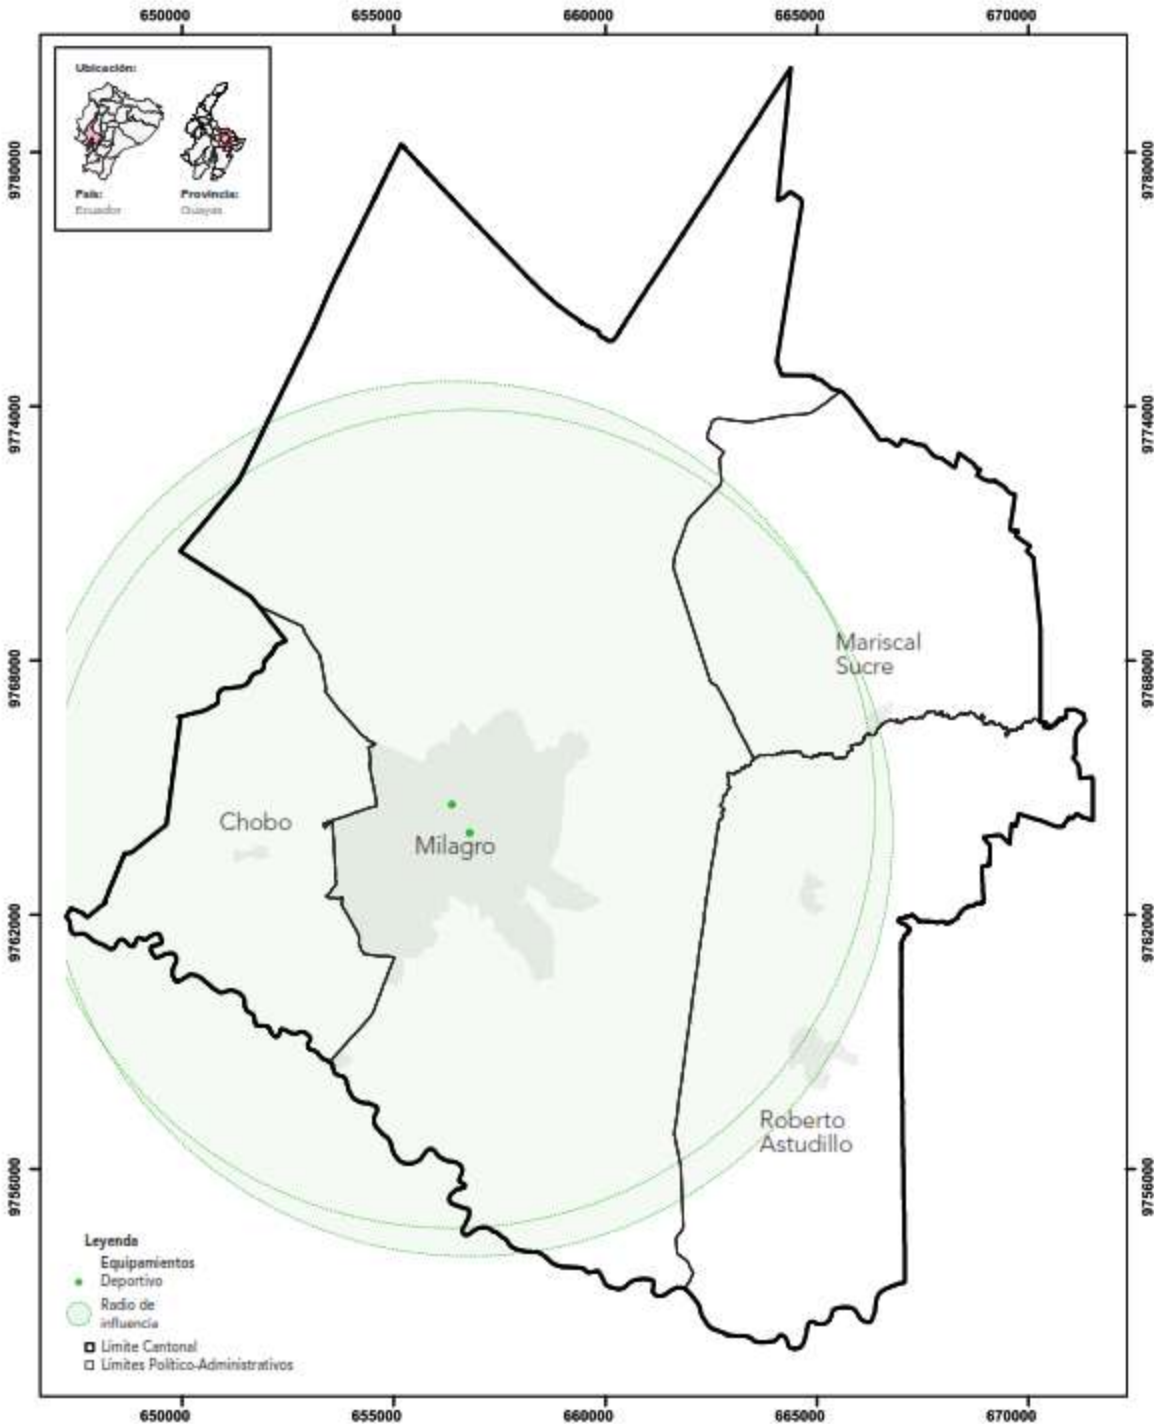 650000 655000 660000 665000 670000
Ubicación:
País:
Ecuador
Provincia:
Guayas
9780000
9780000
9774000
9774000
Mariscal
Sucre
9768000
9768000
Chobo
Milagro
9762000
9762000
Roberto
Astudillo
9756000
9756000
Leyenda
Equipamientos
Deportivo
Radio de
influencia
Límite Cantonal
Límites Político-Administrativos
650000 655000 660000 665000 670000